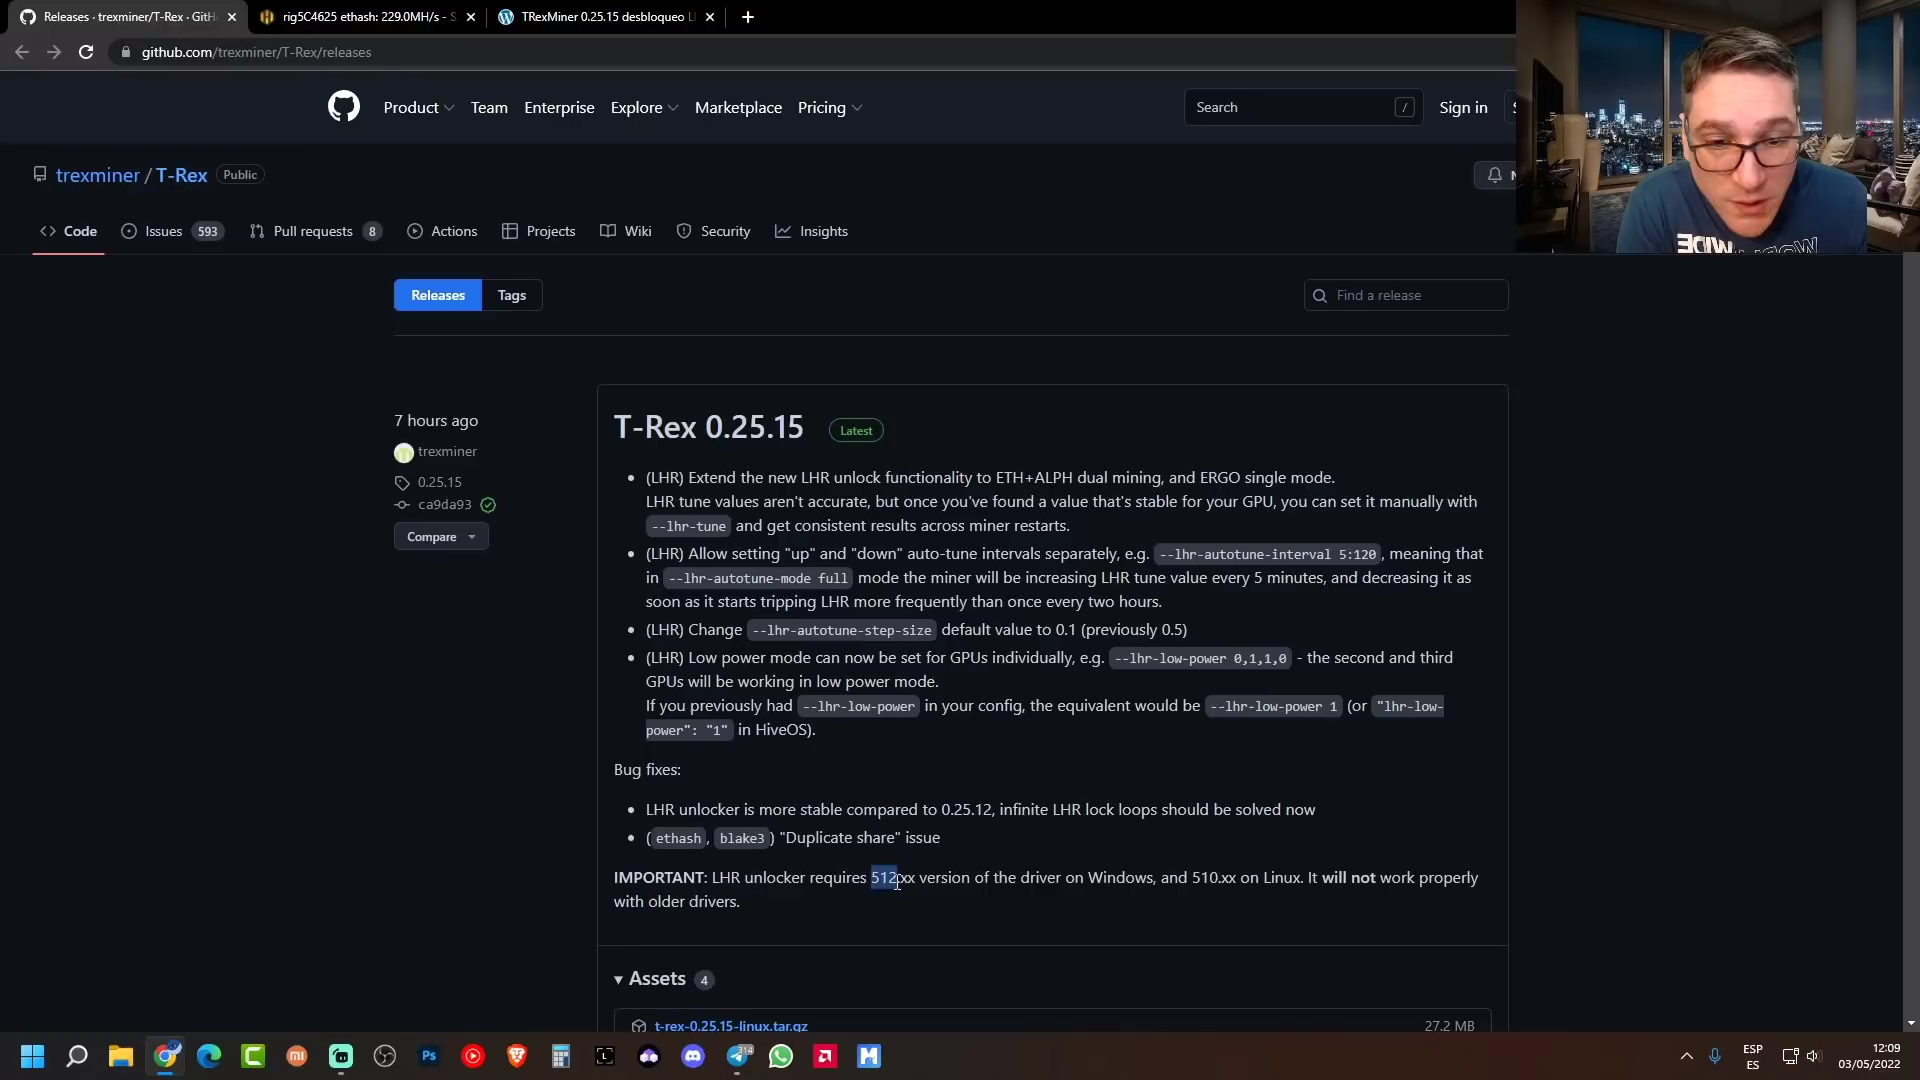 Releases · trexminer/T-Rex · GitH
rig5C4625 ethash: 229.0MH/s - S
TRexMiner 0.25.15 desbloqueo L
github.com/trexminer/T-Rex/releases
Product
Team
Enterprise
Explore
Marketplace
Pricing
Search
/
Sign in
trexminer / T-Rex
Public
Code
Issues 593
Pull requests 8
Actions
Projects
Wiki
Security
Insights
Releases
Tags
Find a release
7 hours ago
trexminer
0.25.15
ca9da93
Compare
T-Rex 0.25.15
Latest
(LHR) Extend the new LHR unlock functionality to ETH+ALPH dual mining, and ERGO single mode.
LHR tune values aren't accurate, but once you've found a value that's stable for your GPU, you can set it manually with
--lhr-tune and get consistent results across miner restarts.
(LHR) Allow setting "up" and "down" auto-tune intervals separately, e.g. --lhr-autotune-interval 5:120, meaning that
in --lhr-autotune-mode full mode the miner will be increasing LHR tune value every 5 minutes, and decreasing it as
soon as it starts tripping LHR more frequently than once every two hours.
(LHR) Change --lhr-autotune-step-size default value to 0.1 (previously 0.5)
(LHR) Low power mode can now be set for GPUs individually, e.g. --lhr-low-power 0,1,1,0 - the second and third
GPUs will be working in low power mode.
If you previously had --lhr-low-power in your config, the equivalent would be --lhr-low-power 1 (or "lhr-low-
power": "1" in HiveOS).
Bug fixes:
LHR unlocker is more stable compared to 0.25.12, infinite LHR lock loops should be solved now
(ethash, blake3) "Duplicate share" issue
IMPORTANT: LHR unlocker requires 512.xx version of the driver on Windows, and 510.xx on Linux. It will not work properly
with older drivers.
Assets 4
t-rex-0.25.15-linux.tar.gz
27.2 MB
ESP
ES
12:09
03/05/2022